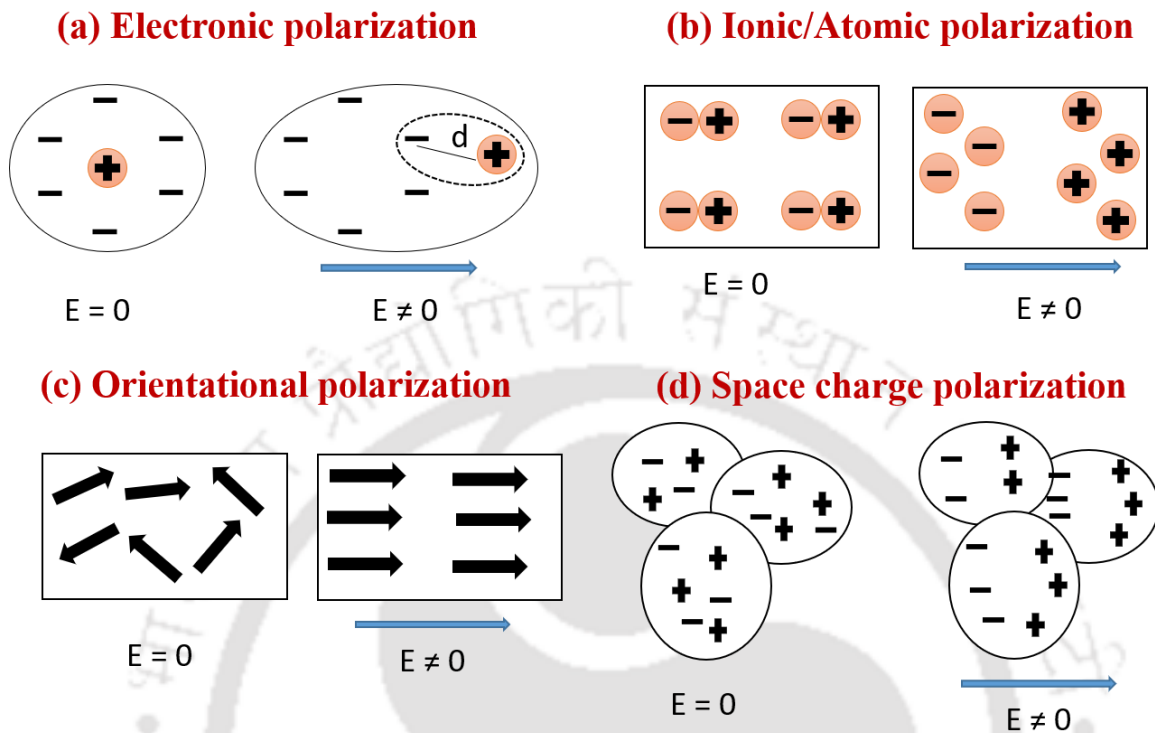 (a) Electronic polarization
(b) Ionic/Atomic polarization
d
E = 0
E ≠ 0
E = 0
E ≠ 0
(c) Orientational polarization
(d) Space charge polarization
E = 0
E ≠ 0
E = 0
E ≠ 0